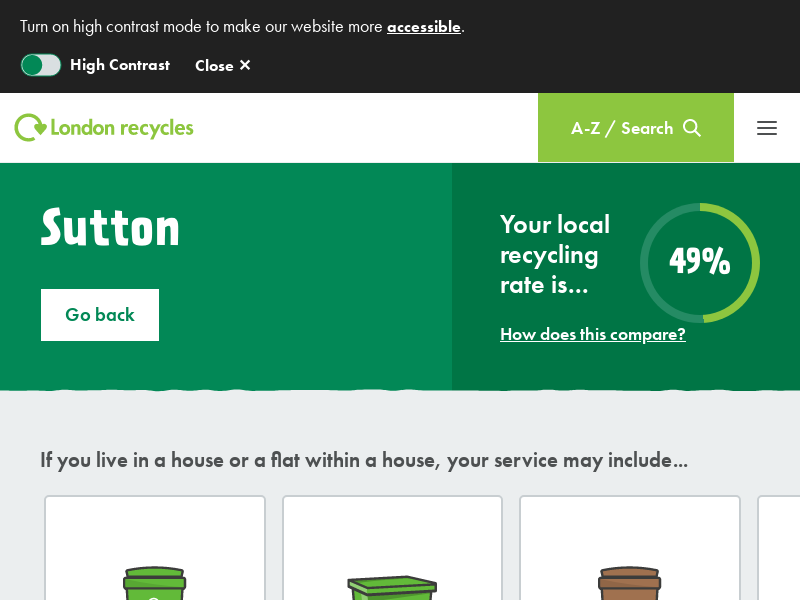 Turn on high contrast mode to make our website more accessible.
High Contrast Close ✕
London recycles
A-Z / Search
Sutton
Go back
Your local
recycling
rate is...
49%
How does this compare?
If you live in a house or a flat within a house, your service may include...